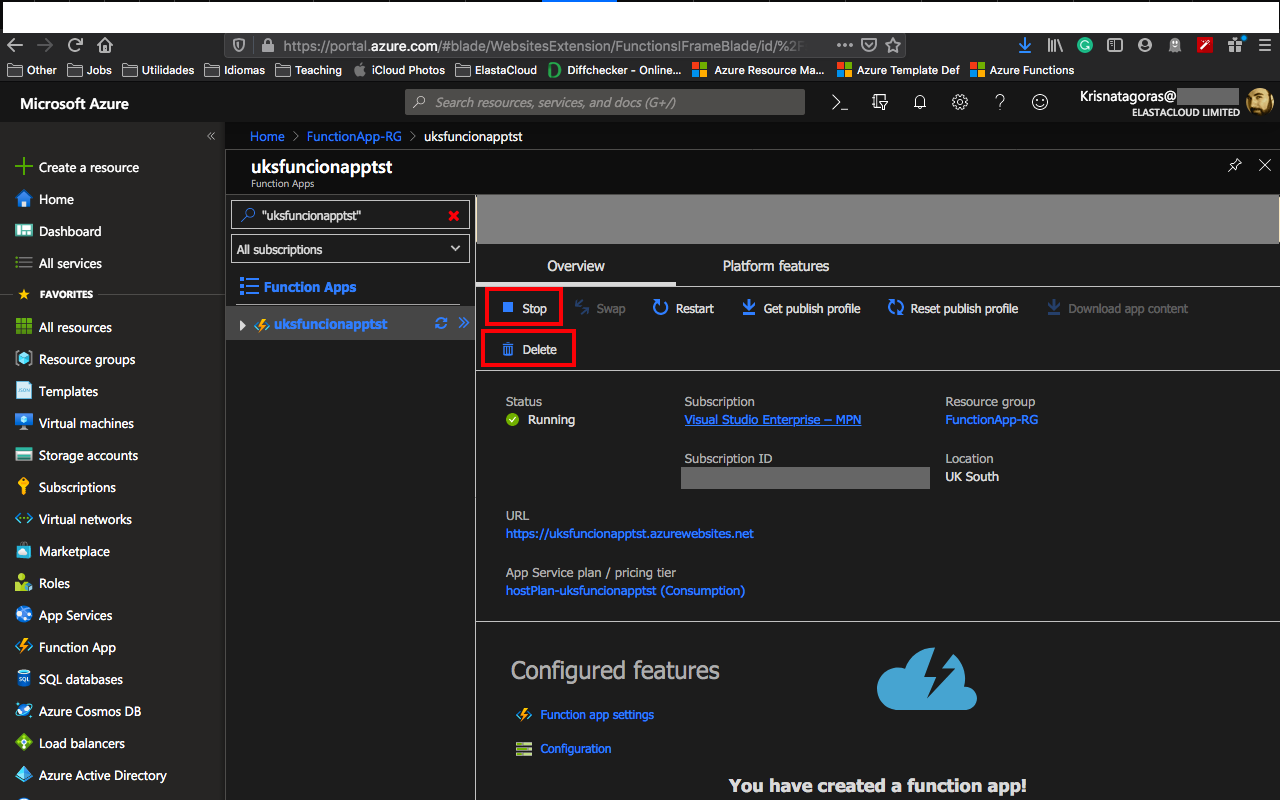 https://portal.azure.com/#blade/WebsitesExtension/FunctionsIFrameBlade/id/%2F
Other Jobs Utilidades Idiomas Teaching iCloud Photos ElastaCloud Diffchecker - Online... Azure Resource Ma... Azure Template Def Azure Functions
Microsoft Azure
Search resources, services, and docs (G+/)
Krisnatagoras@
ELASTACLOUD LIMITED
Home > FunctionApp-RG > uksfuncionapptst
uksfuncionapptst
Function Apps
Create a resource
Home
Dashboard
All services
FAVORITES
All resources
Resource groups
Templates
Virtual machines
Storage accounts
Subscriptions
Virtual networks
Marketplace
Roles
App Services
Function App
SQL databases
Azure Cosmos DB
Load balancers
Azure Active Directory
"uksfuncionapptst"
All subscriptions
Function Apps
uksfuncionapptst
Overview Platform features
Stop Swap Restart Get publish profile Reset publish profile Download app content
Delete
Status
Running
Subscription
Visual Studio Enterprise – MPN
Resource group
FunctionApp-RG
Subscription ID
Location
UK South
URL
https://uksfuncionapptst.azurewebsites.net
App Service plan / pricing tier
hostPlan-uksfuncionapptst (Consumption)
Configured features
Function app settings
Configuration
You have created a function app!